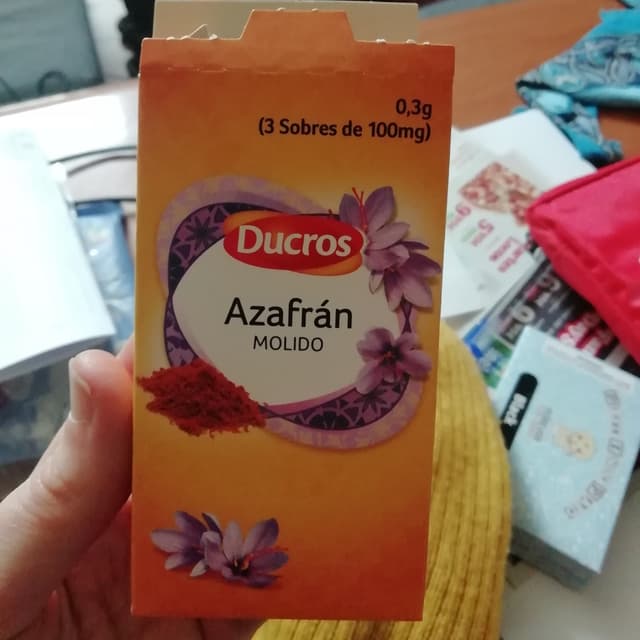 0,3g
(3 Sobres de 100mg)
Ducros
Azafrán
MOLIDO